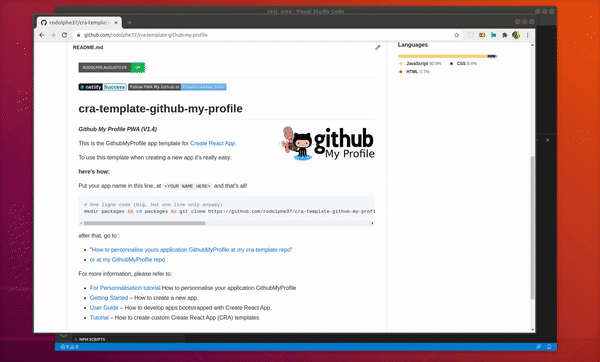 test_area - Visual Studio Code
rodolphe37/cra-template
github.com/rodolphe37/cra-template-github-my-profile
README.md
netlify Success Follow PWA My Github at
cra-template-github-my-profile
Github My Profile PWA (V1.4)
This is the GithubMyProfile app template for Create React App.
To use this template when creating a new app it's really easy.
here's how:
Put your app name in this line, at <YOUR NAME HERE> and that's all!
# One ligne code (big, but one line only anyway)
mkdir packages && cd packages && git clone https://github.com/rodolphe37/cra-template-github-my-prof
after that, go to :
"How to personnalise yours application GithubMyProfile at my cra-template repo"
or at my GithubMyProfile repo :
For more information, please refer to:
For Personnalisation tutorial How to personnalise your application GithubMyProfile
Getting Started – How to create a new app.
User Guide – How to develop apps bootstrapped with Create React App.
Tutorial – How to create custom Create React App (CRA) templates
github
My Profile
Languages
JavaScript 90.9% CSS 8.4%
HTML 0.7%
NPM SCRIPTS